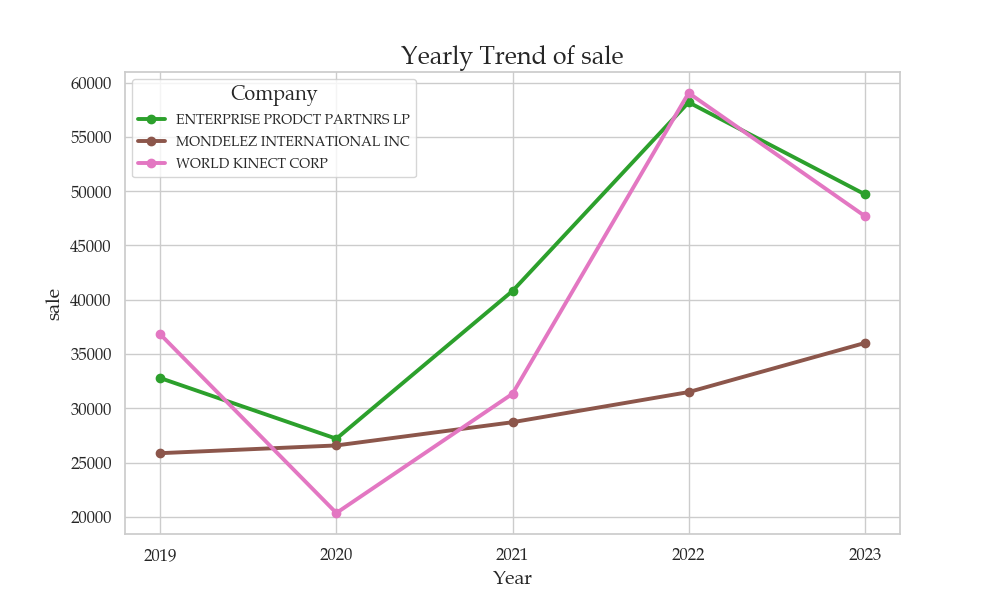 Yearly Trend of sale
60000
55000
50000
45000
40000
35000
30000
25000
20000
sale
Company
ENTERPRISE PRODCT PARTNRS LP
MONDELEZ INTERNATIONAL INC
WORLD KINECT CORP
2019 2020 2021 2022 2023
Year